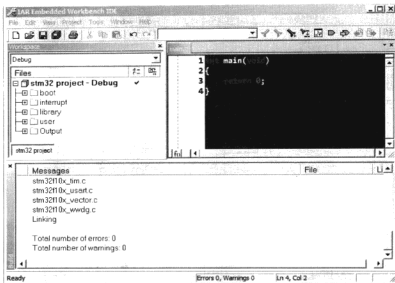 IAR Embedded Workbench IDE
File Edit View Project Tools Window Help
Workspace
Debug
Files
stm32 project - Debug
boot
interrupt
library
user
Output
stm32 project
1 int main(void)
2 {
3 return 0;
4 }
Messages File L
stm32f10x_tim.c
stm32f10x_usart.c
stm32f10x_vector.c
stm32f10x_wwdg.c
Linking
Total number of errors: 0
Total number of warnings: 0
Ready Errors 0, Warnings 0 Ln 4, Col 2